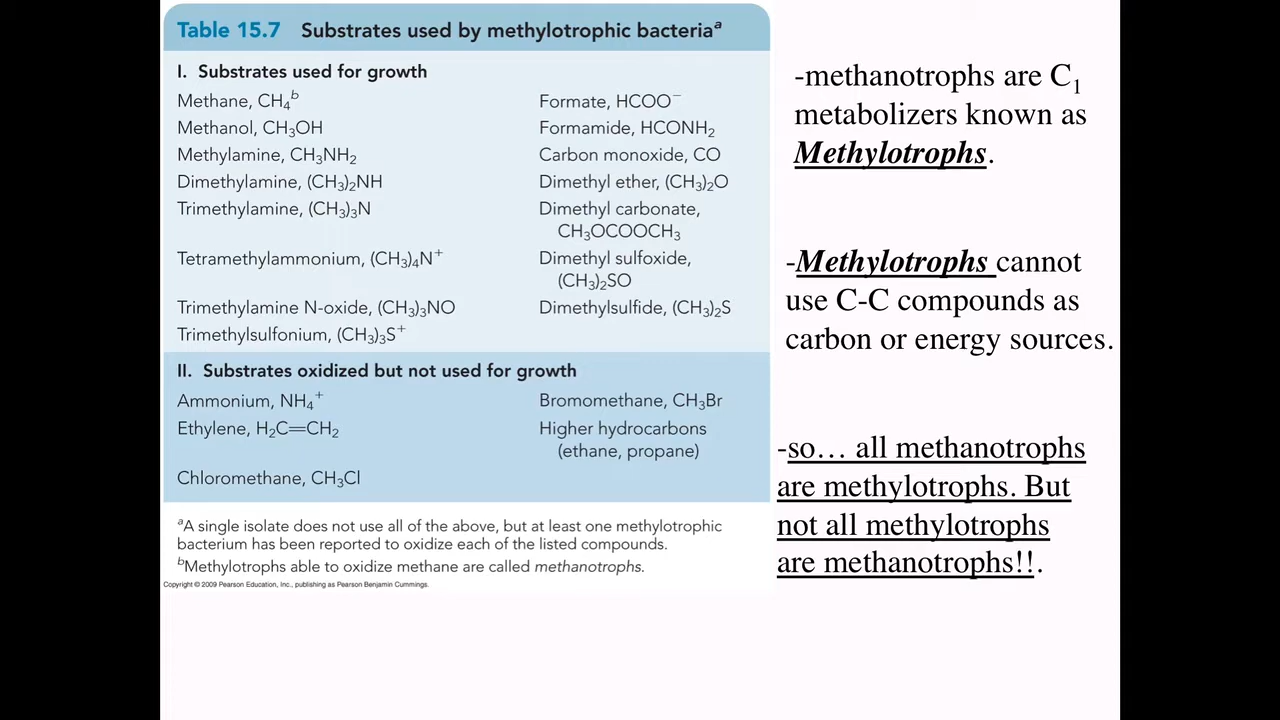 Table 15.7 Substrates used by methylotrophic bacteriaᵃ
I. Substrates used for growth
Methane, CH₄ᵇ
Methanol, CH₃OH
Methylamine, CH₃NH₂
Dimethylamine, (CH₃)₂NH
Trimethylamine, (CH₃)₃N
Tetramethylammonium, (CH₃)₄N⁺
Trimethylamine N-oxide, (CH₃)₃NO
Trimethylsulfonium, (CH₃)₃S⁺
Formate, HCOO⁻
Formamide, HCONH₂
Carbon monoxide, CO
Dimethyl ether, (CH₃)₂O
Dimethyl carbonate,
CH₃OCOOCH₃
Dimethyl sulfoxide,
(CH₃)₂SO
Dimethylsulfide, (CH₃)₂S
II. Substrates oxidized but not used for growth
Ammonium, NH₄⁺
Ethylene, H₂C=CH₂
Chloromethane, CH₃Cl
Bromomethane, CH₃Br
Higher hydrocarbons
(ethane, propane)
ᵃA single isolate does not use all of the above, but at least one methylotrophic
bacterium has been reported to oxidize each of the listed compounds.
ᵇMethylotrophs able to oxidize methane are called methanotrophs.
Copyright © 2009 Pearson Education, Inc., publishing as Pearson Benjamin Cummings.
-methanotrophs are C₁
metabolizers known as
Methylotrophs.
-Methylotrophs cannot
use C-C compounds as
carbon or energy sources.
-so… all methanotrophs
are methylotrophs. But
not all methylotrophs
are methanotrophs!!.